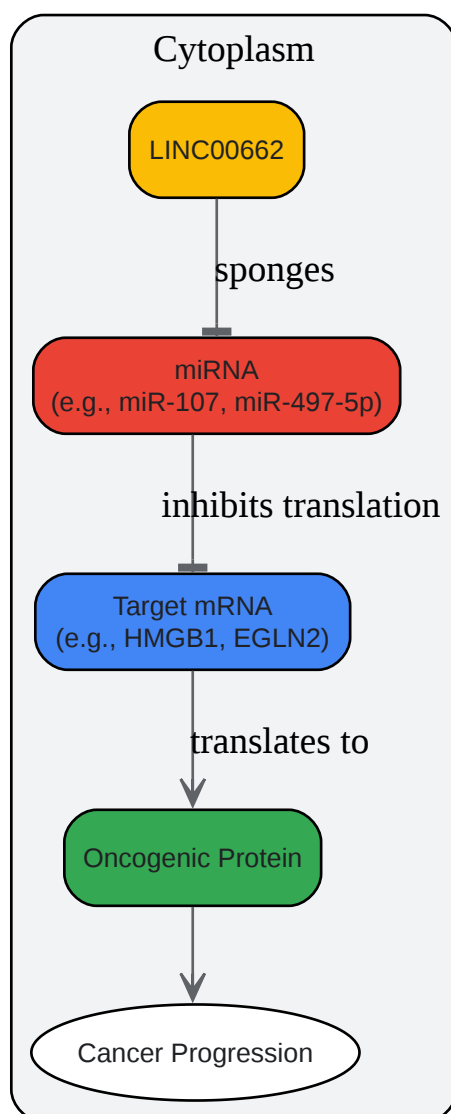 Cytoplasm
LINC00662
sponges
miRNA
(e.g., miR-107, miR-497-5p)
inhibits translation
Target mRNA
(e.g., HMGB1, EGLN2)
translates to
Oncogenic Protein
Cancer Progression